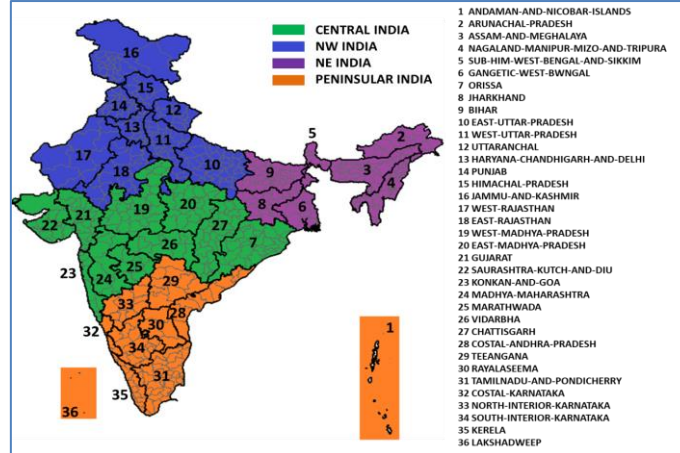 CENTRAL INDIA
NW INDIA
NE INDIA
PENINSULAR INDIA
1 ANDAMAN-AND-NICOBAR-ISLANDS
2 ARUNACHAL-PRADESH
3 ASSAM-AND-MEGHALAYA
4 NAGALAND-MANIPUR-MIZO-AND-TRIPURA
5 SUB-HIM-WEST-BENGAL-AND-SIKKIM
6 GANGETIC-WEST-BWNGAL
7 ORISSA
8 JHARKHAND
9 BIHAR
10 EAST-UTTAR-PRADESH
11 WEST-UTTAR-PRADESH
12 UTTARANCHAL
13 HARYANA-CHANDIGARH-AND-DELHI
14 PUNJAB
15 HIMACHAL-PRADESH
16 JAMMU-AND-KASHMIR
17 WEST-RAJASTHAN
18 EAST-RAJASTHAN
19 WEST-MADHYA-PRADESH
20 EAST-MADHYA-PRADESH
21 GUJARAT
22 SAURASHTRA-KUTCH-AND-DIU
23 KONKAN-AND-GOA
24 MADHYA-MAHARASHTRA
25 MARATHWADA
26 VIDARBHA
27 CHATTISGARH
28 COSTAL-ANDHRA-PRADESH
29 TEEANGANA
30 RAYALASEEMA
31 TAMILNADU-AND-PONDICHERRY
32 COSTAL-KARNATAKA
33 NORTH-INTERIOR-KARNATAKA
34 SOUTH-INTERIOR-KARNATAKA
35 KERELA
36 LAKSHADWEEP
16
15
14
12
13
11
5
2
17
18
10
9
3
4
8
6
21
19
20
22
27
7
26
23
25
24
29
33
28
32
30
1
34
31
35
36